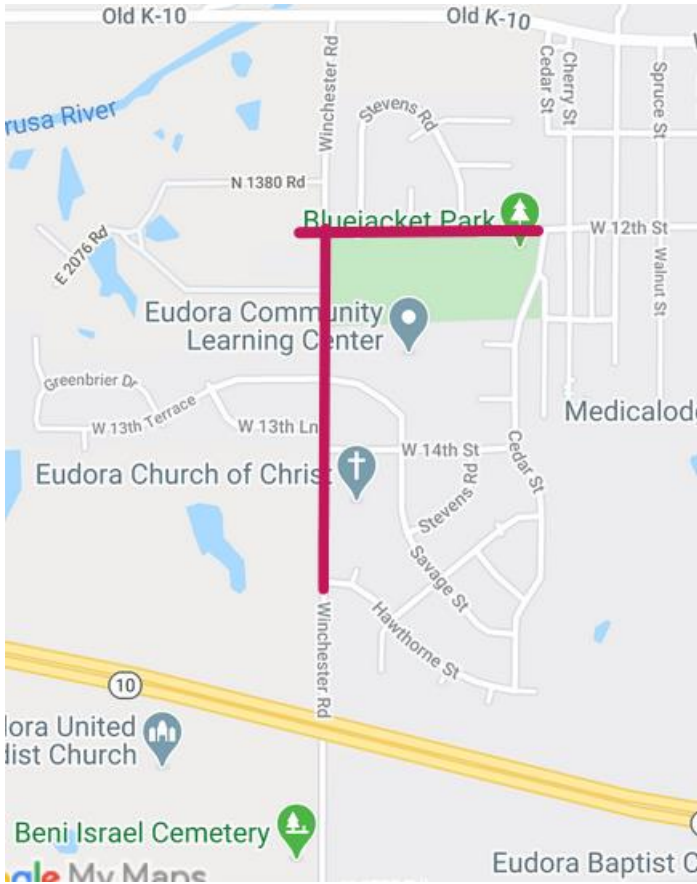 Old K-10
Old K-10
W
rusa River
Winchester Rd
Stevens Rd
Cedar St
Cherry St
Spruce St
N 1380 Rd
Bluejacket Park
W 12th St
E 2076 Rd
Walnut St
Eudora Community
Learning Center
Greenbrier Dr
W 13th Terrace
W 13th Ln
Medicalod
W 14th St
Eudora Church of Christ
Cedar St
Stevens Rd
Savage St
Winchester Rd
Hawthorne St
10
dora United
dist Church
Beni Israel Cemetery
Eudora Baptist C
gle My Maps